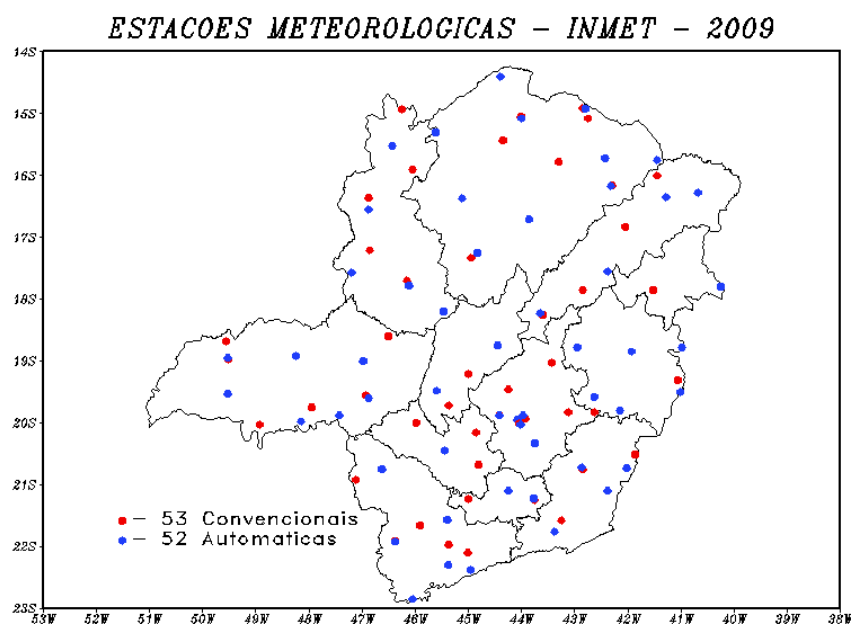 ESTACOES METEOROLOGICAS - INMET - 2009
14S
15S
16S
17S
18S
19S
20S
21S
22S
23S
- 53 Convencionais
- 52 Automaticas
53W 52W 51W 50W 49W 48W 47W 46W 45W 44W 43W 42W 41W 40W 39W 38W